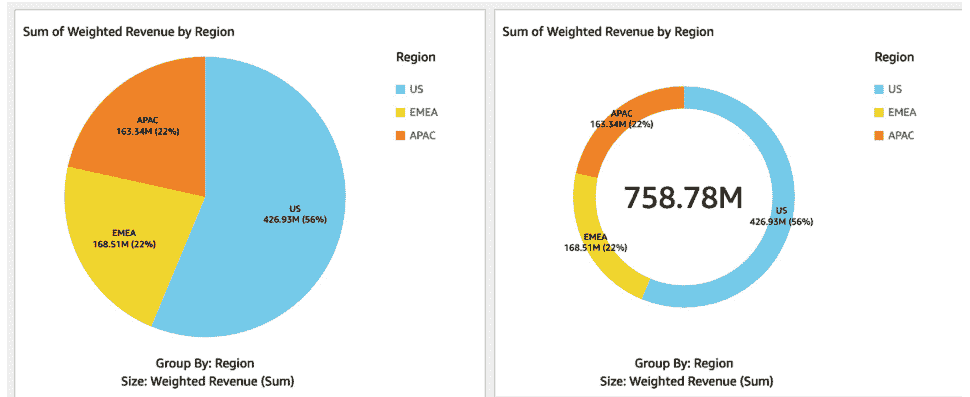 Sum of Weighted Revenue by Region
Region
US
EMEA
APAC
APAC
163.34M (22%)
US
426.93M (56%)
EMEA
168.51M (22%)
Group By: Region
Size: Weighted Revenue (Sum)
Sum of Weighted Revenue by Region
Region
US
EMEA
APAC
APAC
163.34M (22%)
758.78M
US
426.93M (56%)
EMEA
168.51M (22%)
Group By: Region
Size: Weighted Revenue (Sum)